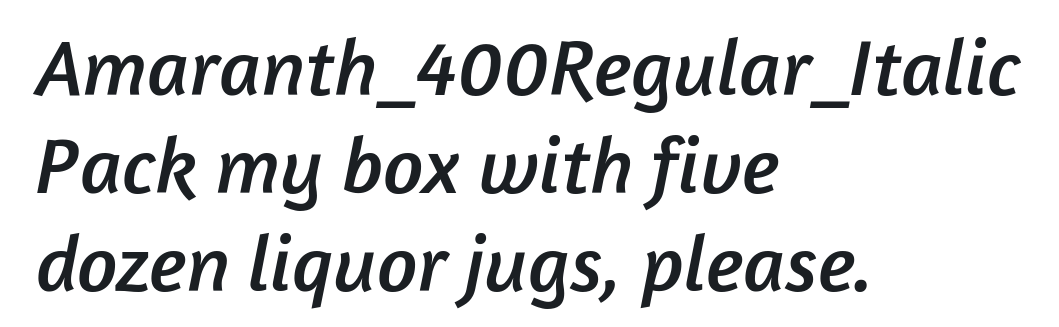 Amaranth_400Regular_Italic
Pack my box with five
dozen liquor jugs, please.